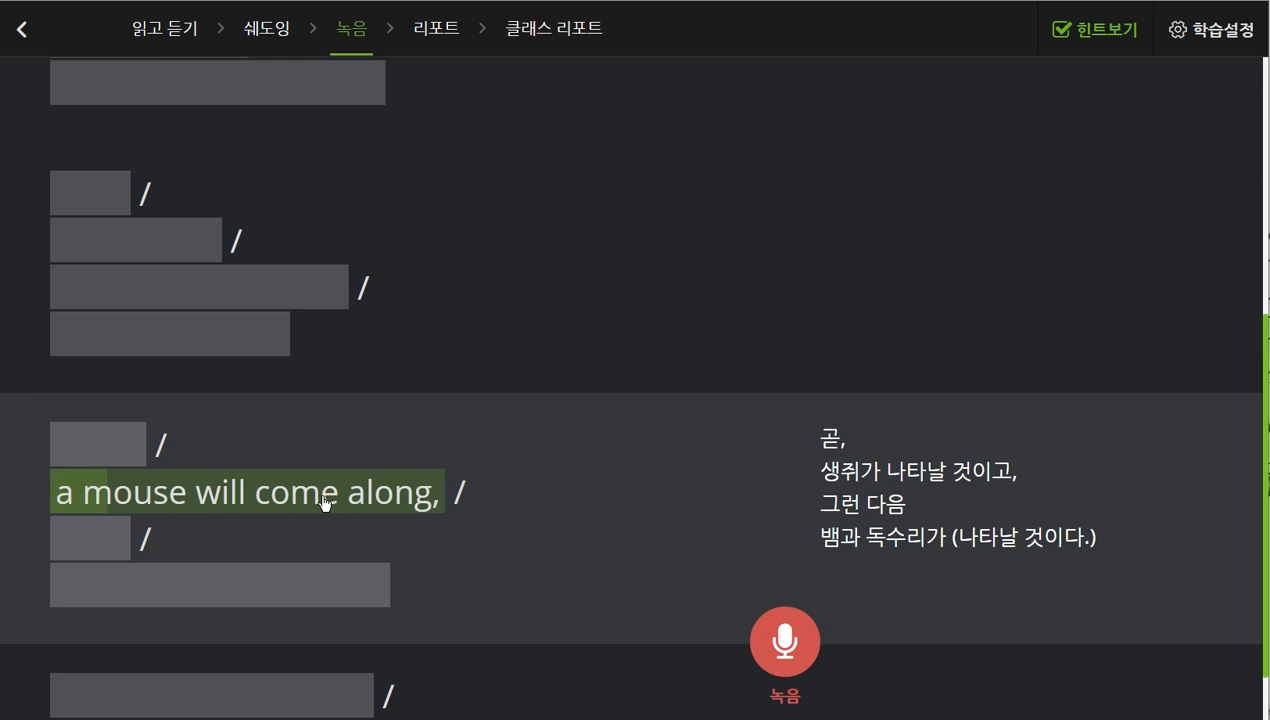 읽고 듣기 > 쉐도잉 > 녹음 > 리포트 > 클래스 리포트
힌트보기
학습설정
/
/
/
/
a mouse will come along, /
/
곧,
생쥐가 나타날 것이고,
그런 다음
뱀과 독수리가 (나타날 것이다.)
녹음
/